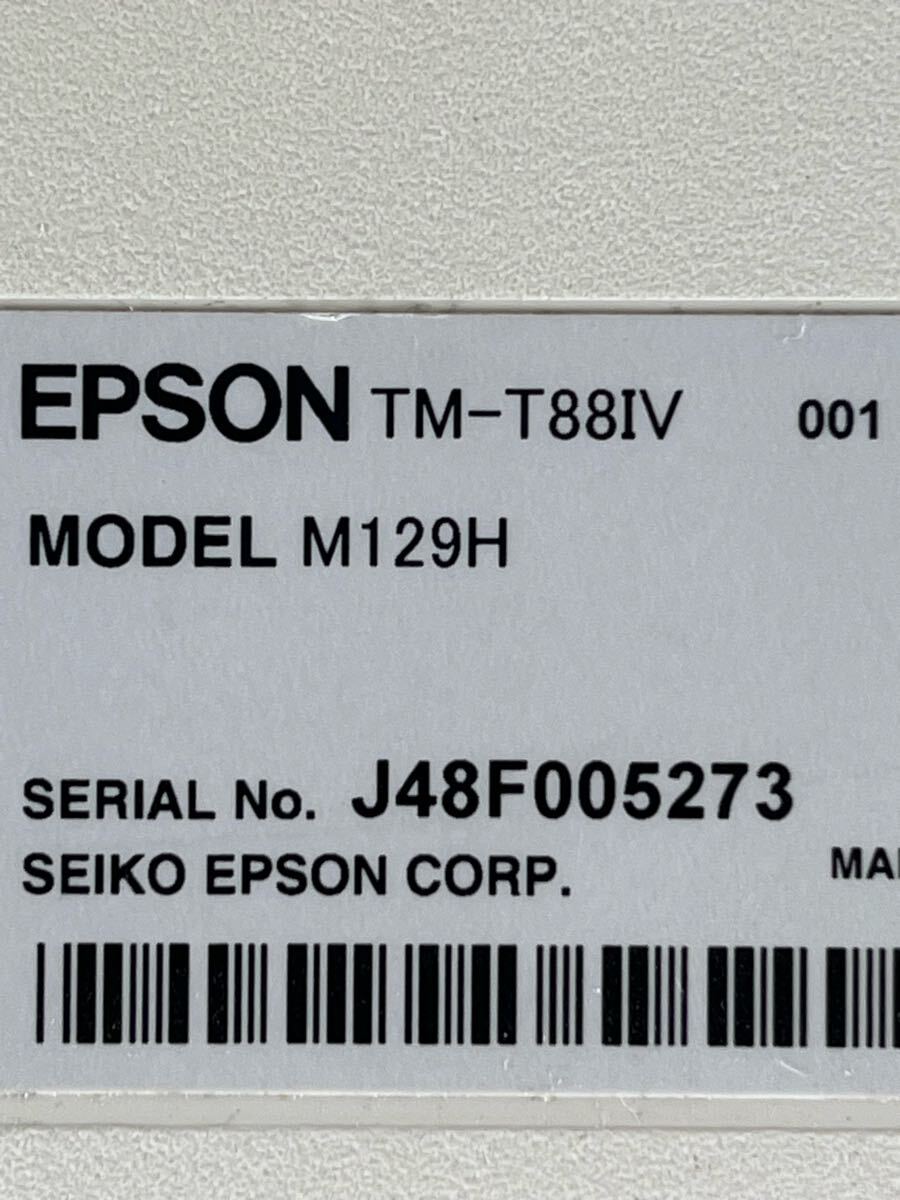 EPSON TM-T88IV 001
MODEL M129H
SERIAL No. J48F005273
SEIKO EPSON CORP.